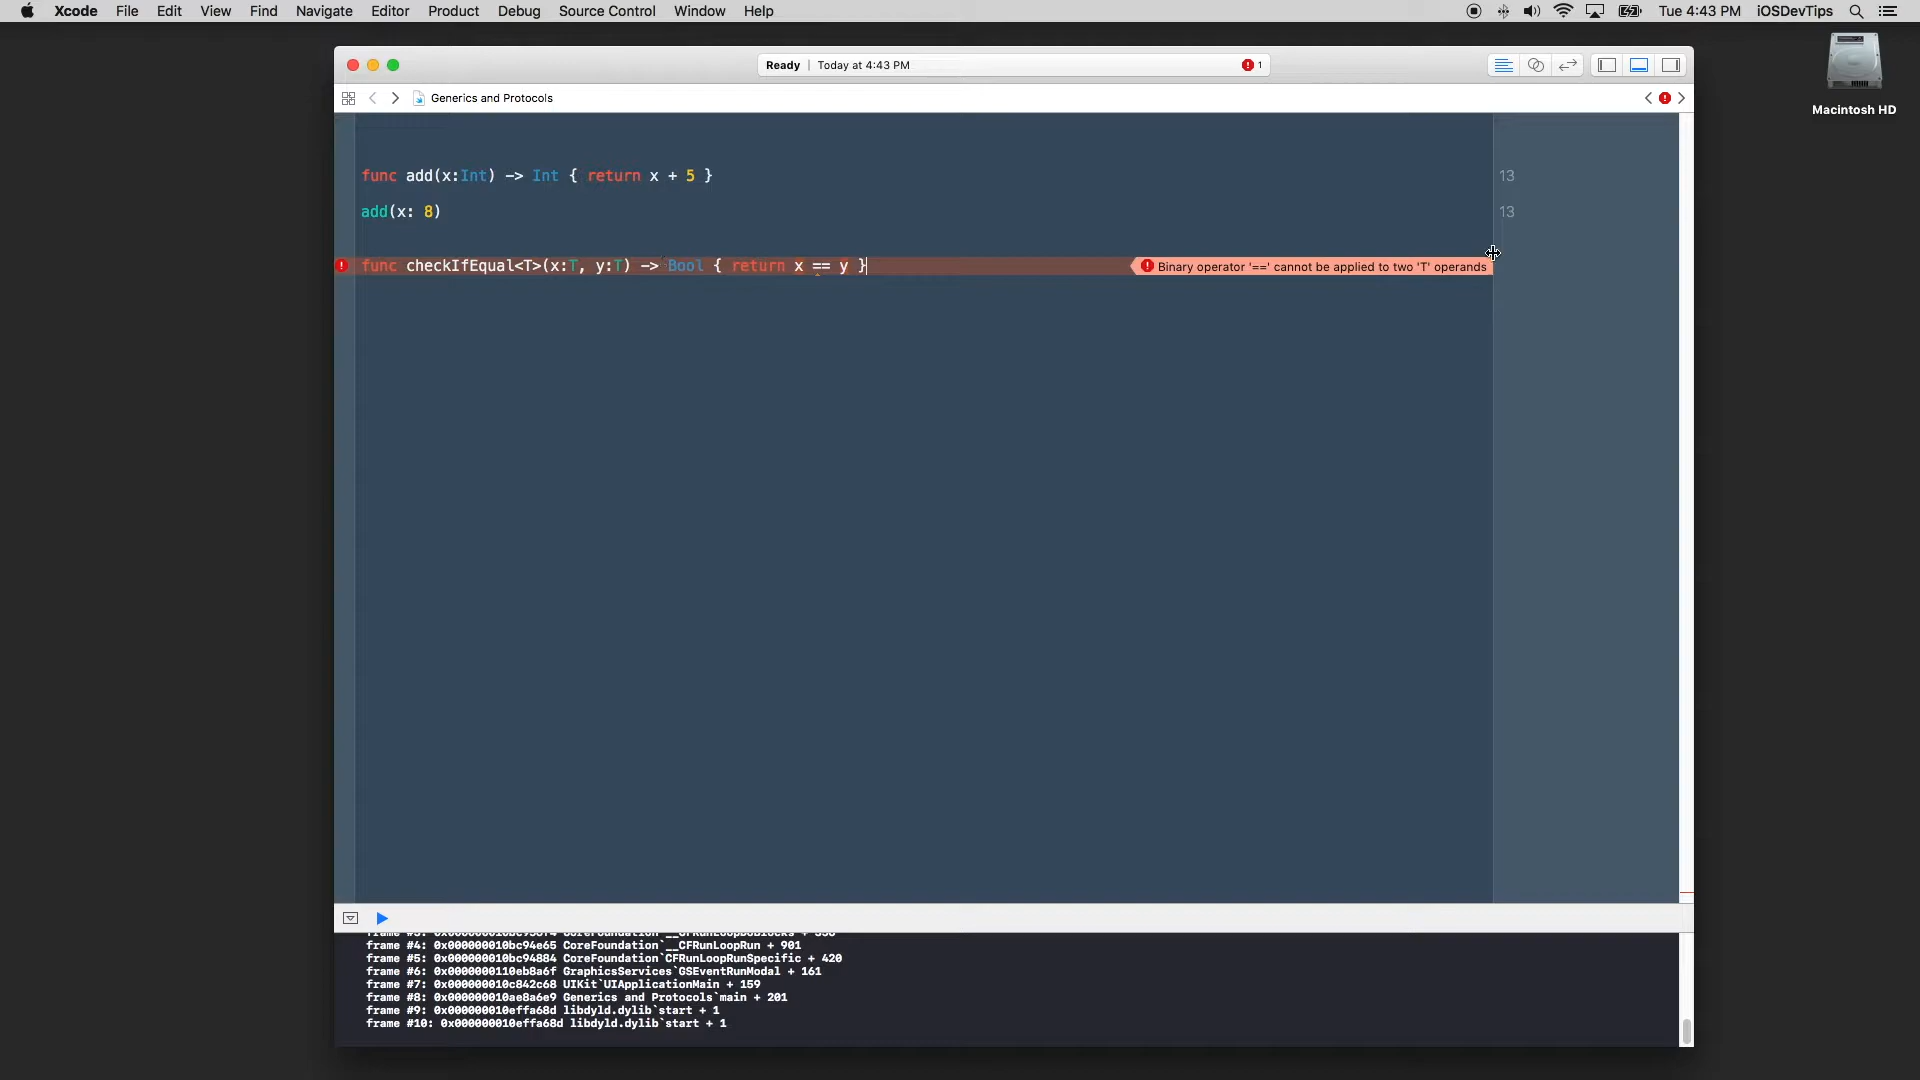 Xcode File Edit View Find Navigate Editor Product Debug Source Control Window Help Tue 4:43 PM iOSDevTips
Macintosh HD
Ready | Today at 4:43 PM 1
Generics and Protocols
func add(x:Int) -> Int { return x + 5 } 13
add(x: 8) 13
func checkIfEqual<T>(x:T, y:T) -> Bool { return x == y } Binary operator '==' cannot be applied to two 'T' operands
frame #4: 0x000000010bc94e65 CoreFoundation`__CFRunLoopRun + 901
frame #5: 0x000000010bc94884 CoreFoundation`CFRunLoopRunSpecific + 420
frame #6: 0x0000000110eb8a6f GraphicsServices`GSEventRunModal + 161
frame #7: 0x000000010c842c68 UIKit`UIApplicationMain + 159
frame #8: 0x000000010ae8a6e9 Generics and Protocols`main + 201
frame #9: 0x000000010effa68d libdyld.dylib`start + 1
frame #10: 0x000000010effa68d libdyld.dylib`start + 1